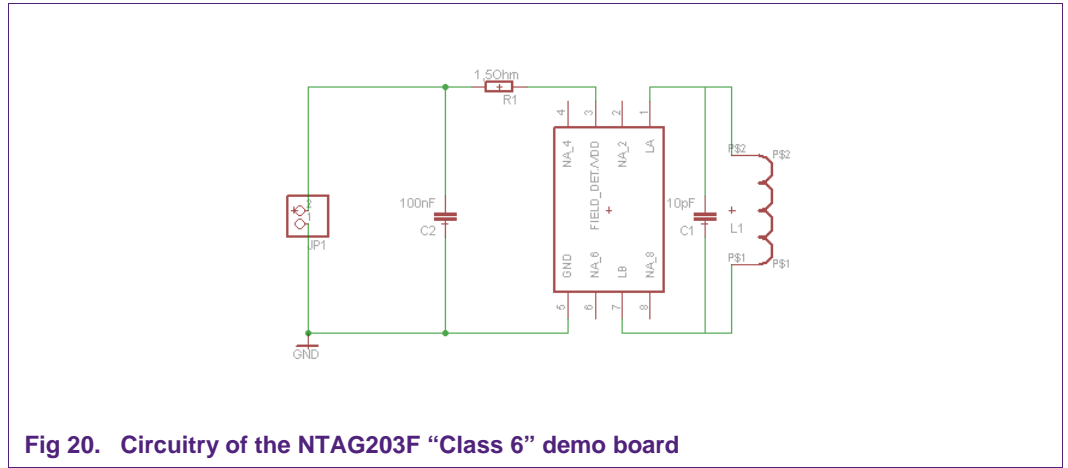 1,5Ohm
R1
4
3
2
1
NA_4
FIELD_DET./VDD
NA_2
LA
P$2
P$2
100nF
C2
10pF
C1
L1
2
1
JP1
GND
NA_6
LB
NA_8
P$1
P$1
5
6
7
8
GND
Fig 20. Circuitry of the NTAG203F “Class 6” demo board